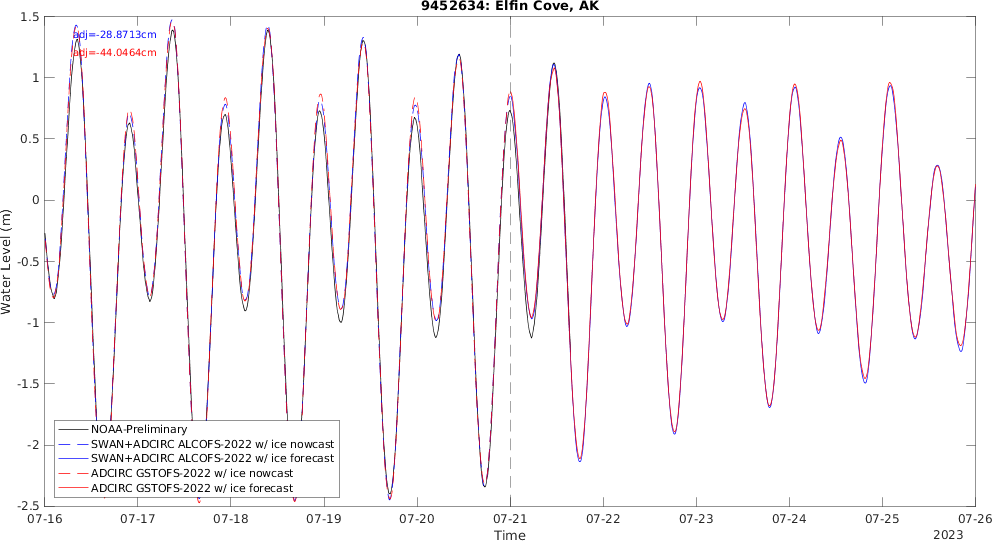 9452634: Elfin Cove, AK
adj=-28.8713cm
adj=-44.0464cm
1.5
1
0.5
0
-0.5
-1
-1.5
-2
-2.5
Water Level (m)
NOAA-Preliminary
SWAN+ADCIRC ALCOFS-2022 w/ ice nowcast
SWAN+ADCIRC ALCOFS-2022 w/ ice forecast
ADCIRC GSTOFS-2022 w/ ice nowcast
ADCIRC GSTOFS-2022 w/ ice forecast
07-16 07-17 07-18 07-19 07-20 07-21 07-22 07-23 07-24 07-25 07-26
Time
2023